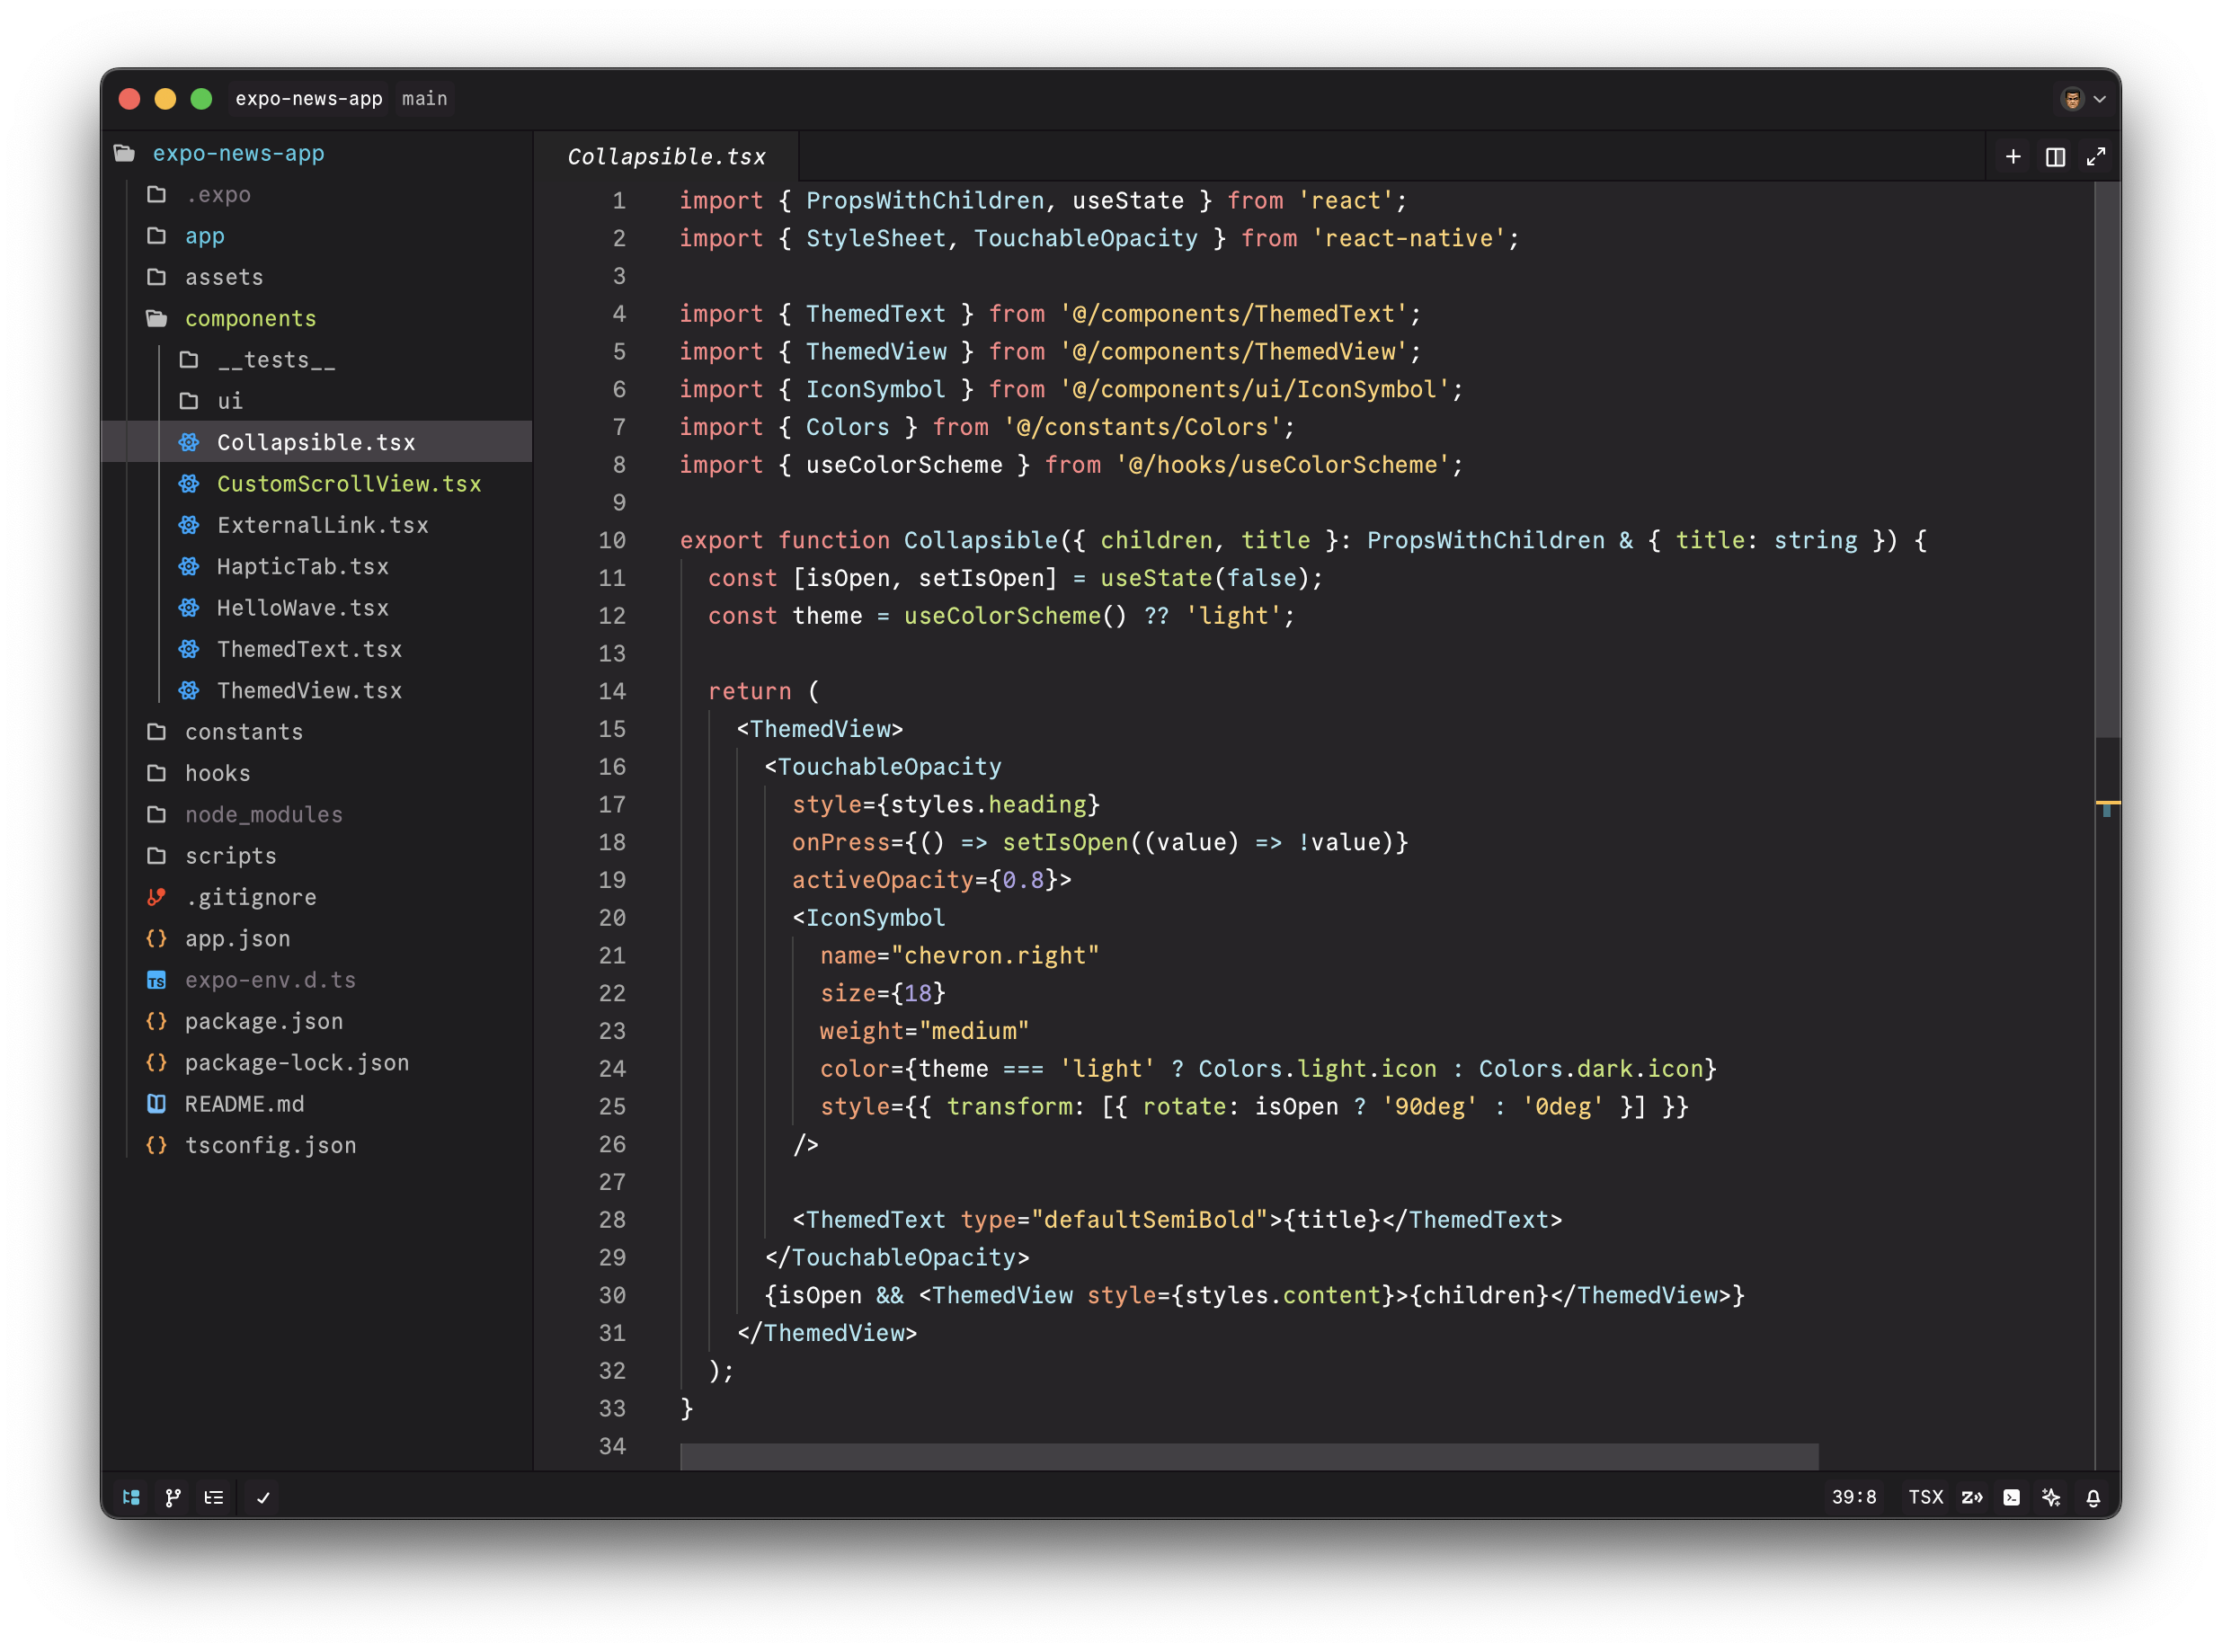 expo-news-app main
expo-news-app
.expo
app
assets
components
__tests__
ui
Collapsible.tsx
CustomScrollView.tsx
ExternalLink.tsx
HapticTab.tsx
HelloWave.tsx
ThemedText.tsx
ThemedView.tsx
constants
hooks
node_modules
scripts
.gitignore
app.json
TS expo-env.d.ts
package.json
package-lock.json
README.md
tsconfig.json
Collapsible.tsx
1 import { PropsWithChildren, useState } from 'react';
2 import { StyleSheet, TouchableOpacity } from 'react-native';
3
4 import { ThemedText } from '@/components/ThemedText';
5 import { ThemedView } from '@/components/ThemedView';
6 import { IconSymbol } from '@/components/ui/IconSymbol';
7 import { Colors } from '@/constants/Colors';
8 import { useColorScheme } from '@/hooks/useColorScheme';
9
10 export function Collapsible({ children, title }: PropsWithChildren & { title: string }) {
11   const [isOpen, setIsOpen] = useState(false);
12   const theme = useColorScheme() ?? 'light';
13
14   return (
15     <ThemedView>
16       <TouchableOpacity
17         style={styles.heading}
18         onPress={() => setIsOpen((value) => !value)}
19         activeOpacity={0.8}>
20         <IconSymbol
21           name="chevron.right"
22           size={18}
23           weight="medium"
24           color={theme === 'light' ? Colors.light.icon : Colors.dark.icon}
25           style={{ transform: [{ rotate: isOpen ? '90deg' : '0deg' }] }}
26         />
27
28         <ThemedText type="defaultSemiBold">{title}</ThemedText>
29       </TouchableOpacity>
30       {isOpen && <ThemedView style={styles.content}>{children}</ThemedView>}
31     </ThemedView>
32   );
33 }
34
39:8 TSX